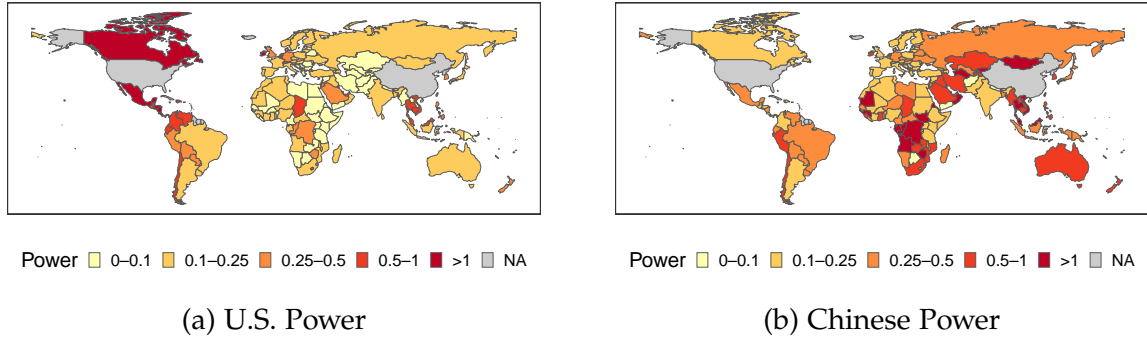 Power 0–0.1 0.1–0.25 0.25–0.5 0.5–1 >1 NA
(a) U.S. Power
Power 0–0.1 0.1–0.25 0.25–0.5 0.5–1 >1 NA
(b) Chinese Power